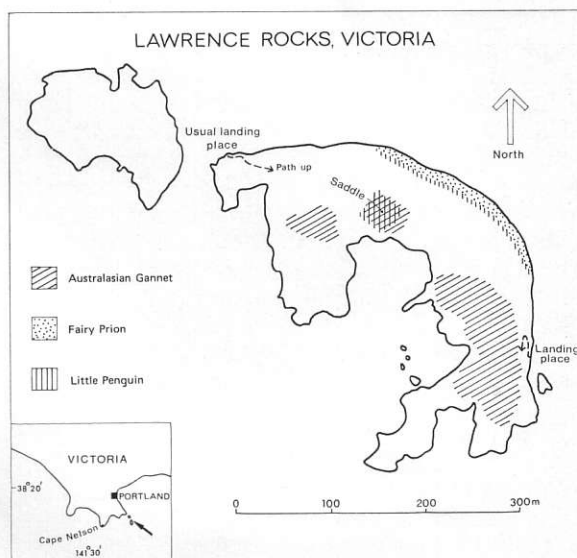 LAWRENCE ROCKS, VICTORIA
Usual landing
place
Path up
North
Saddle
Australasian Gannet
Fairy Prion
Little Penguin
Landing
place
VICTORIA
38°20'
PORTLAND
Cape Nelson
141°30'
0 100 200 300m